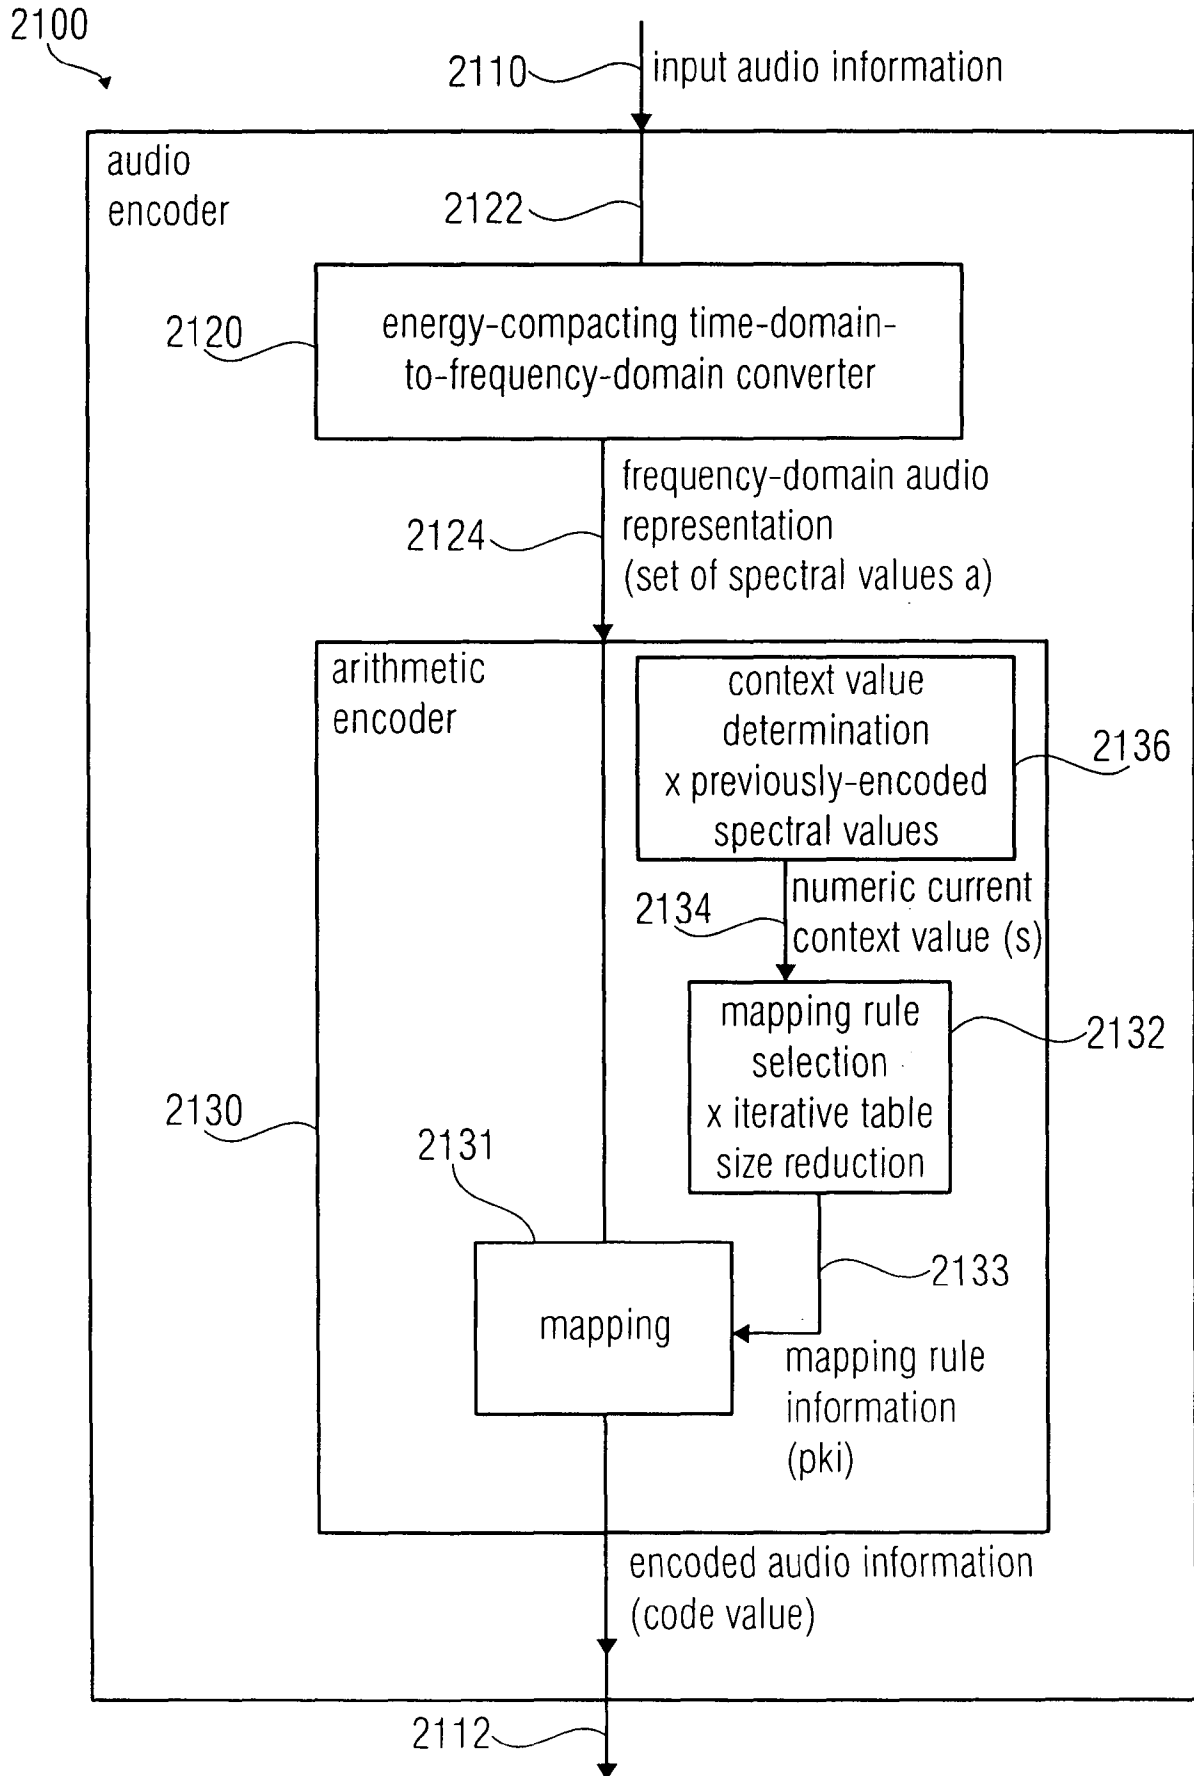 2100
2110
input audio information
audio
encoder
2122
2120
energy-compacting time-domain-
to-frequency-domain converter
2124
frequency-domain audio
representation
(set of spectral values a)
arithmetic
encoder
context value
determination
x previously-encoded
spectral values
2136
2134
numeric current
context value (s)
mapping rule
selection
x iterative table
size reduction
2132
2130
2131
mapping
2133
mapping rule
information
(pki)
encoded audio information
(code value)
2112